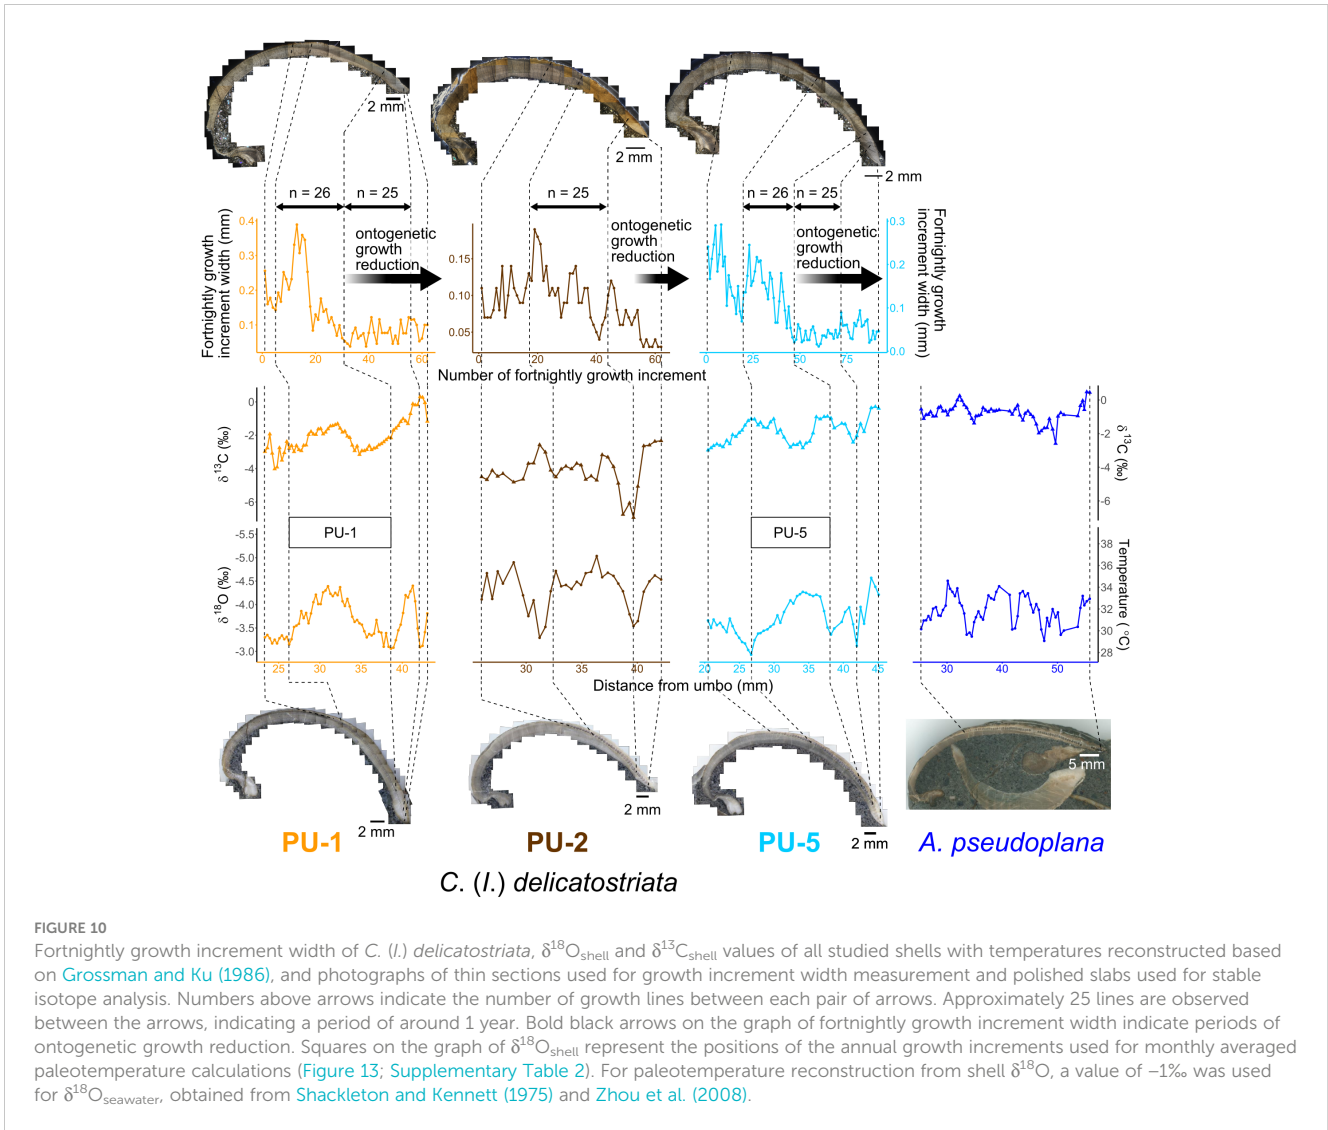 2 mm
2 mm
2 mm
n = 26
n = 25
n = 25
n = 26
n = 25
Fortnightly growth
increment width (mm)
0.4
0.3
0.2
0.1
0
20
40
60
ontogenetic
growth
reduction
0.15
0.10
0.05
0
20
40
60
ontogenetic
growth
reduction
0
25
50
75
ontogenetic
growth
reduction
0.3
0.2
0.1
0.0
Fortnightly growth
increment width (mm)
Number of fortnightly growth increment
δ ¹³C (‰)
0
-2
-4
-6
0
-2
-4
-6
δ ¹³C (‰)
PU-1
PU-5
δ ¹⁸O (‰)
-5.5
-5.0
-4.5
-4.0
-3.5
-3.0
38
36
34
32
30
28
Temperature (°C)
25
30
35
40
30
35
40
20
25
30
35
40
45
30
40
50
Distance from umbo (mm)
2 mm
2 mm
2 mm
5 mm
PU-1
PU-2
PU-5
A. pseudoplana
C. (I.) delicatostriata
FIGURE 10
Fortnightly growth increment width of C. (I.) delicatostriata, δ¹⁸Oshell and δ¹³Cshell values of all studied shells with temperatures reconstructed based
on Grossman and Ku (1986), and photographs of thin sections used for growth increment width measurement and polished slabs used for stable
isotope analysis. Numbers above arrows indicate the number of growth lines between each pair of arrows. Approximately 25 lines are observed
between the arrows, indicating a period of around 1 year. Bold black arrows on the graph of fortnightly growth increment width indicate periods of
ontogenetic growth reduction. Squares on the graph of δ¹⁸Oshell represent the positions of the annual growth increments used for monthly averaged
paleotemperature calculations (Figure 13; Supplementary Table 2). For paleotemperature reconstruction from shell δ¹⁸O, a value of –1‰ was used
for δ¹⁸Oseawater, obtained from Shackleton and Kennett (1975) and Zhou et al. (2008).